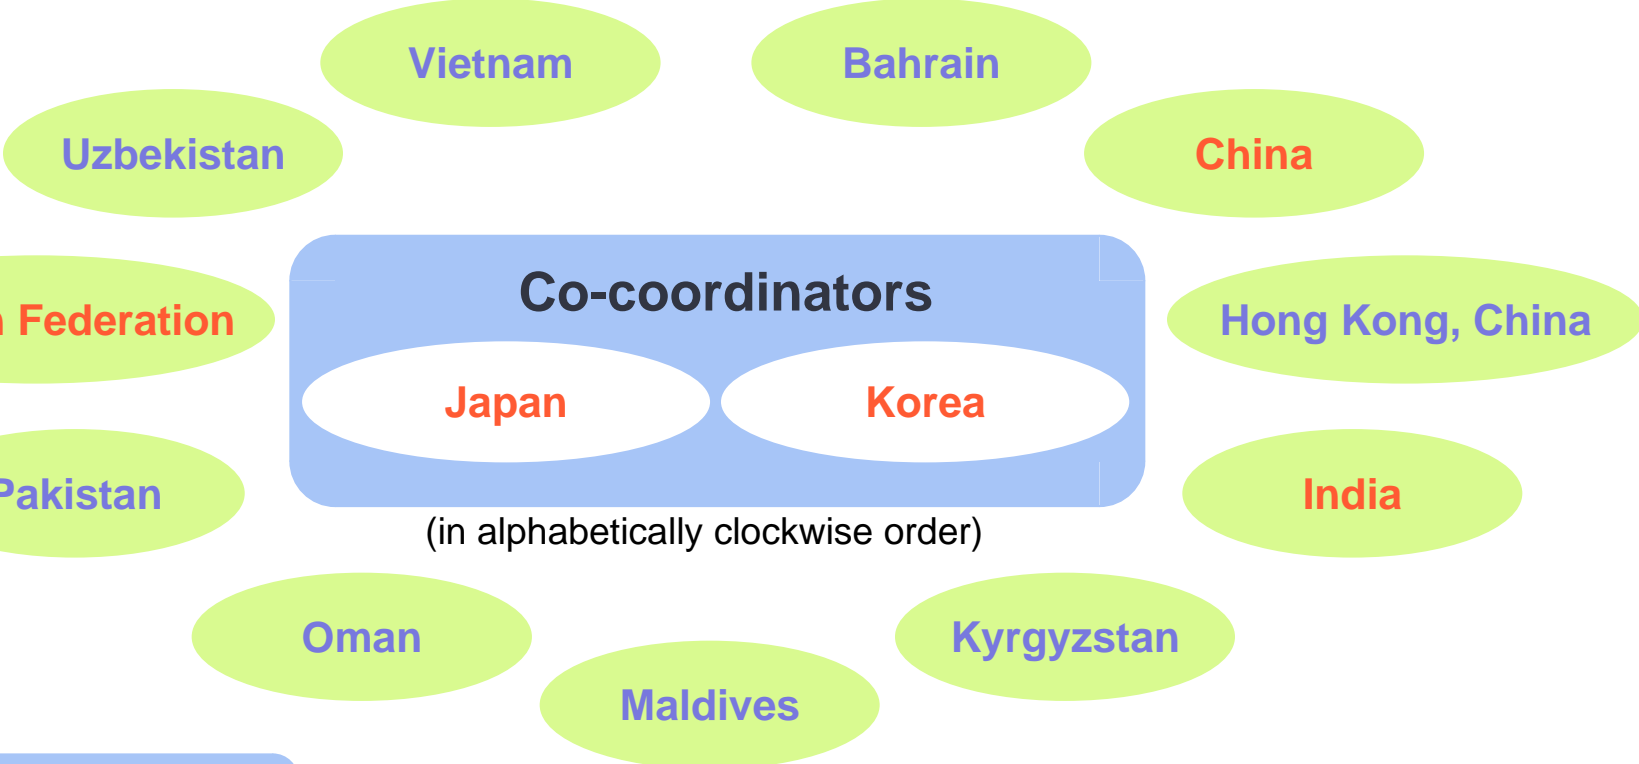 Vietnam
Bahrain
Uzbekistan
China
Co-coordinators
Federation
Hong Kong, China
Japan
Korea
Pakistan
India
(in alphabetically clockwise order)
Oman
Kyrgyzstan
Maldives